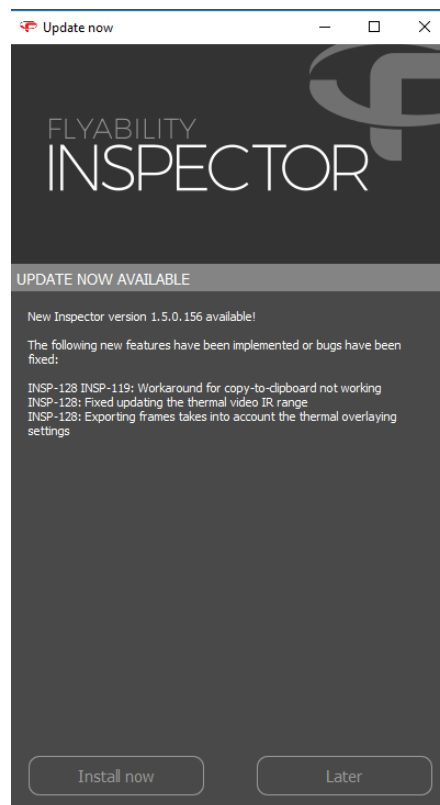 Update now
FLYABILITY
INSPECTOR
UPDATE NOW AVAILABLE
New Inspector version 1.5.0.156 available!
The following new features have been implemented or bugs have been
fixed:
INSP-128 INSP-119: Workaround for copy-to-clipboard not working
INSP-128: Fixed updating the thermal video IR range
INSP-128: Exporting frames takes into account the thermal overlaying
settings
Install now
Later